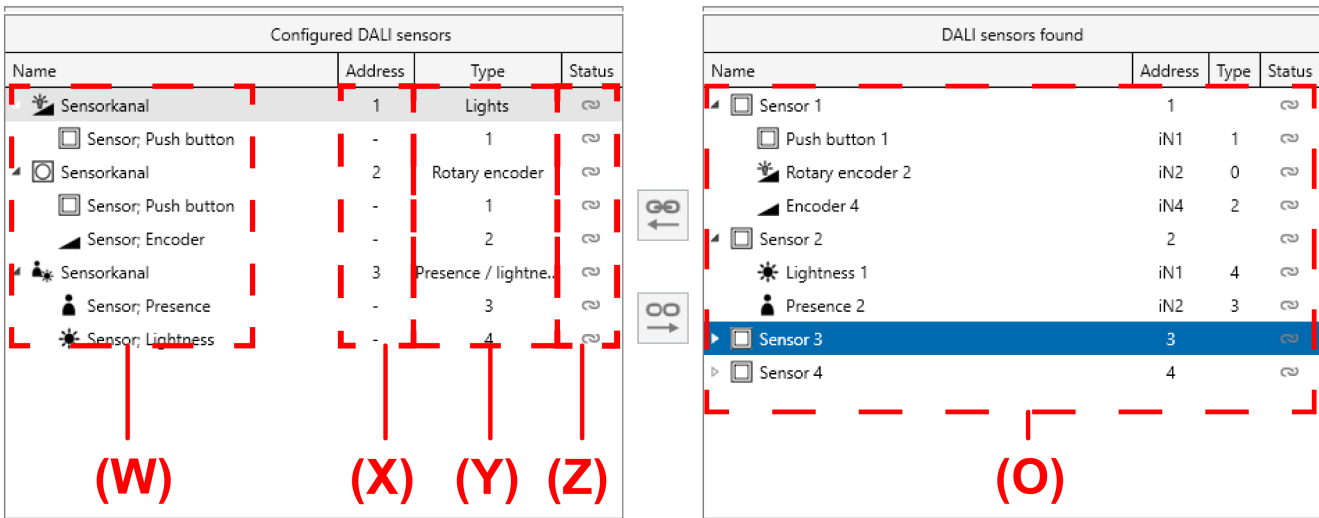 Configured DALI sensors
Name Address Type Status
Sensorkanal 1 Lights
Sensor; Push button - 1
Sensorkanal 2 Rotary encoder
Sensor; Push button - 1
Sensor; Encoder - 2
Sensorkanal 3 Presence / lightne..
Sensor; Presence - 3
Sensor; Lightness - 4
(W) (X) (Y) (Z)
DALI sensors found
Name Address Type Status
Sensor 1 1
Push button 1 iN1 1
Rotary encoder 2 iN2 0
Encoder 4 iN4 2
Sensor 2 2
Lightness 1 iN1 4
Presence 2 iN2 3
Sensor 3 3
Sensor 4 4
(O)